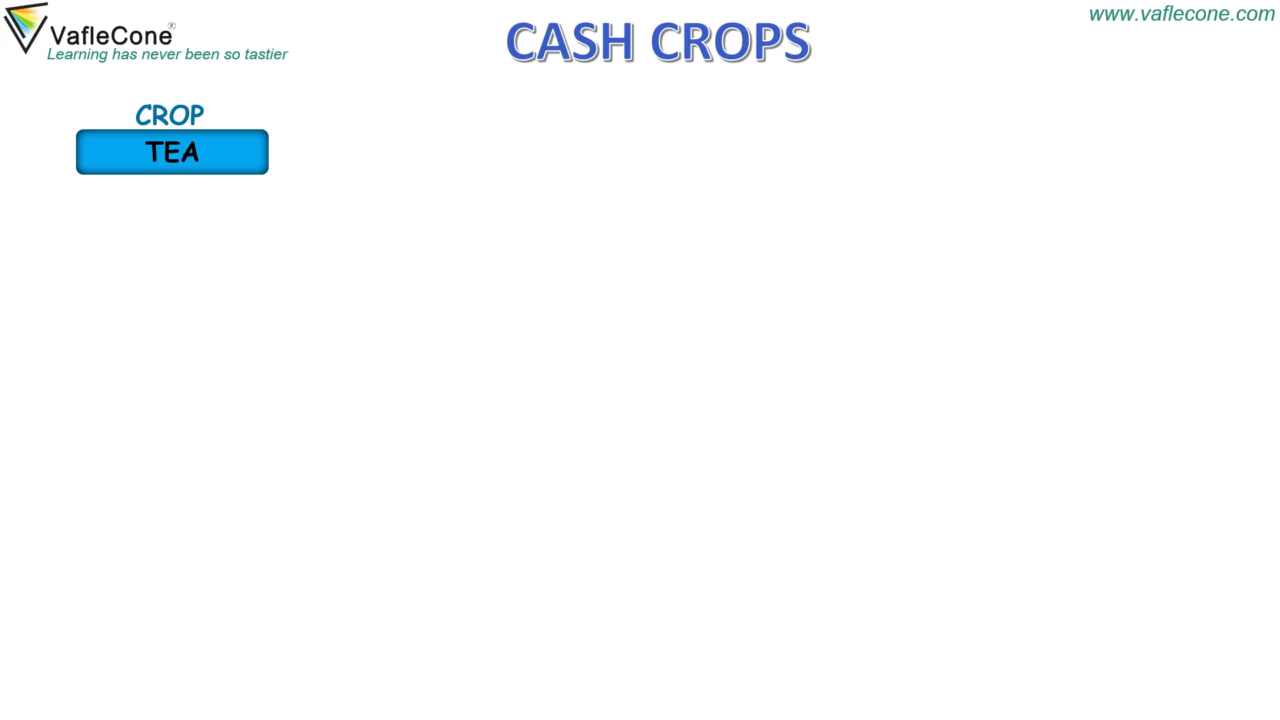 VafleCone®
Learning has never been so tastier
CASH CROPS
www.vaflecone.com
CROP
TEA